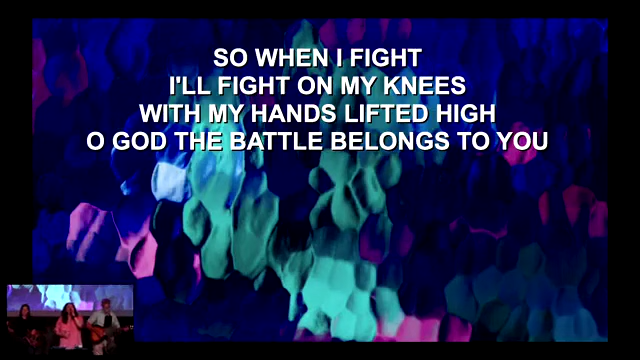 SO WHEN I FIGHT
I'LL FIGHT ON MY KNEES
WITH MY HANDS LIFTED HIGH
O GOD THE BATTLE BELONGS TO YOU